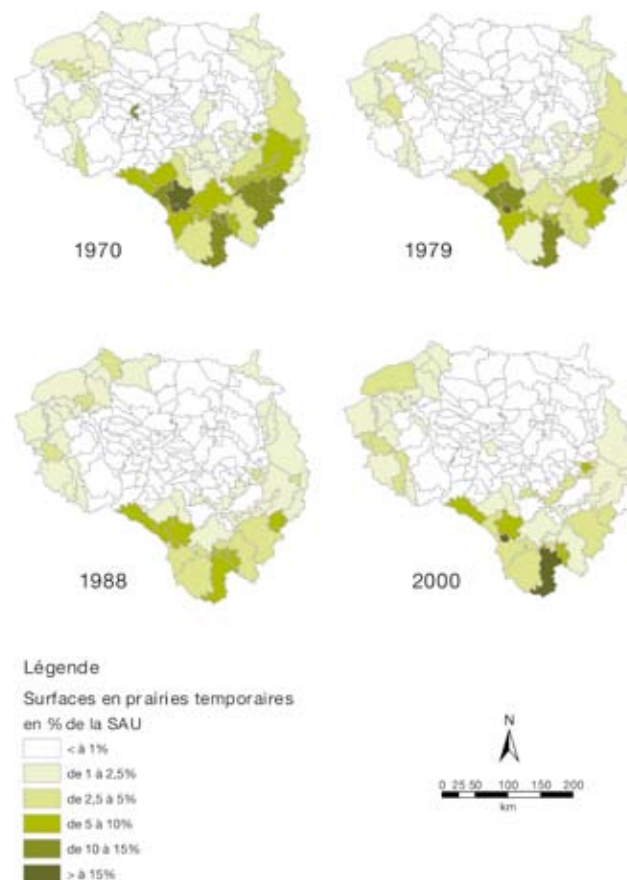 1970
1979
1988
2000
Légende
Surfaces en prairies temporaires
en % de la SAU
< à 1%
de 1 à 2,5%
de 2,5 à 5%
de 5 à 10%
de 10 à 15%
> à 15%
N
0 25 50 100 150 200
km